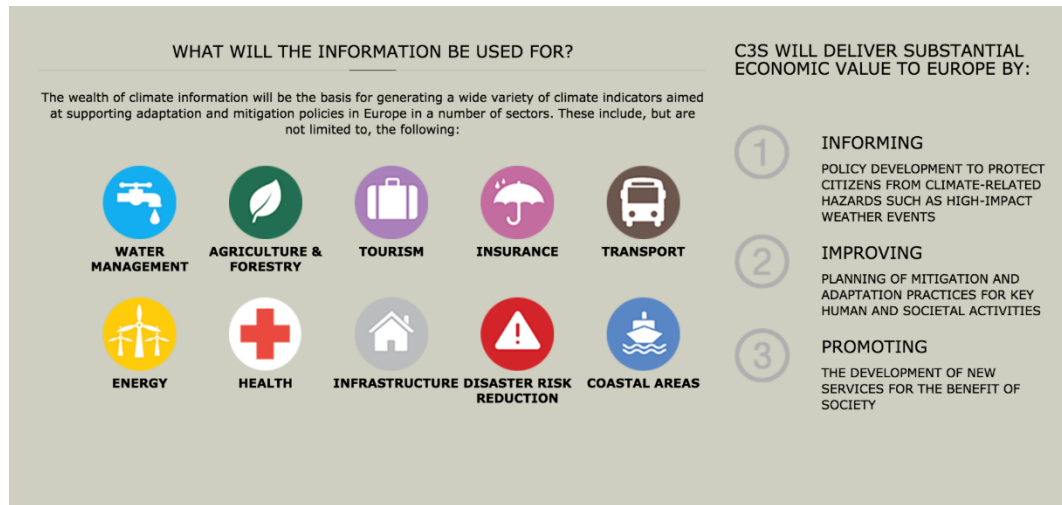 WHAT WILL THE INFORMATION BE USED FOR?
The wealth of climate information will be the basis for generating a wide variety of climate indicators aimed
at supporting adaptation and mitigation policies in Europe in a number of sectors. These include, but are
not limited to, the following:
WATER
MANAGEMENT
AGRICULTURE &
FORESTRY
TOURISM
INSURANCE
TRANSPORT
ENERGY
HEALTH
INFRASTRUCTURE
DISASTER RISK
REDUCTION
COASTAL AREAS
C3S WILL DELIVER SUBSTANTIAL
ECONOMIC VALUE TO EUROPE BY:
1
INFORMING
POLICY DEVELOPMENT TO PROTECT
CITIZENS FROM CLIMATE-RELATED
HAZARDS SUCH AS HIGH-IMPACT
WEATHER EVENTS
2
IMPROVING
PLANNING OF MITIGATION AND
ADAPTATION PRACTICES FOR KEY
HUMAN AND SOCIETAL ACTIVITIES
3
PROMOTING
THE DEVELOPMENT OF NEW
SERVICES FOR THE BENEFIT OF
SOCIETY